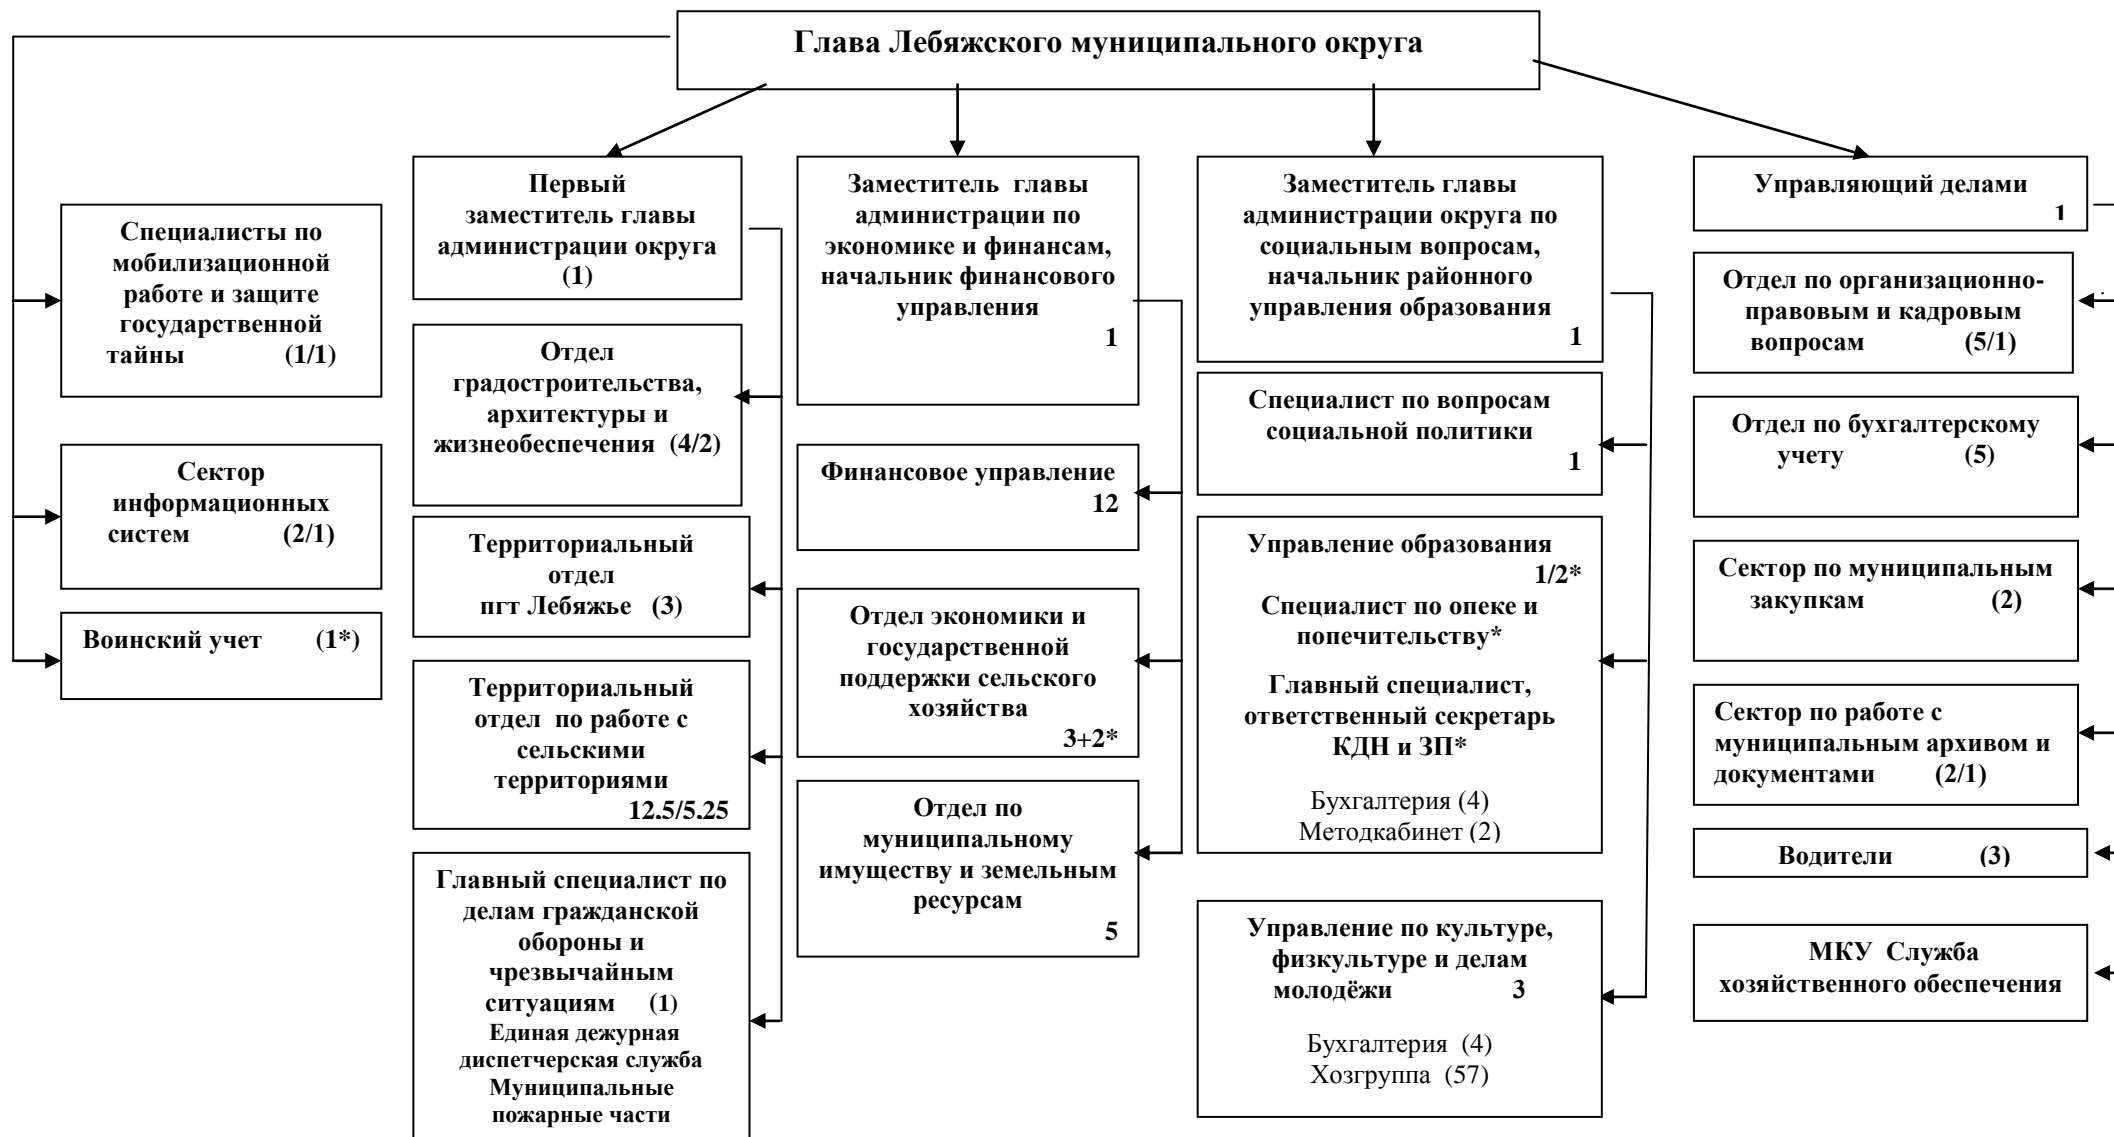 Глава Лебяжского муниципального округа
Специалисты по
мобилизационной
работе и защите
государственной
тайны (1/1)
Сектор
информационных
систем (2/1)
Воинский учет (1*)
Первый
заместитель главы
администрации округа
(1)
Отдел
градостроительства,
архитектуры и
жизнеобеспечения (4/2)
Территориальный
отдел
пгт Лебяжье (3)
Территориальный
отдел по работе с
сельскими
территориями
12,5/5,25
Главный специалист по
делам гражданской
обороны и
чрезвычайным
ситуациям (1)
Единая дежурная
диспетчерская служба
Муниципальные
пожарные части
Заместитель главы
администрации по
экономике и финансам,
начальник финансового
управления
1
Финансовое управление
12
Отдел экономики и
государственной
поддержки сельского
хозяйства
3+2*
Отдел по
муниципальному
имуществу и земельным
ресурсам
5
Заместитель главы
администрации округа по
социальным вопросам,
начальник районного
управления образования
1
Специалист по вопросам
социальной политики
1
Управление образования
1/2*
Специалист по опеке и
попечительству*
Главный специалист,
ответственный секретарь
КДН и ЗП*
Бухгалтерия (4)
Методкабинет (2)
Управление по культуре,
физкультуре и делам
молодёжи 3
Бухгалтерия (4)
Хозгруппа (57)
Управляющий делами
1
Отдел по организационно-
правовым и кадровым
вопросам (5/1)
Отдел по бухгалтерскому
учету (5)
Сектор по муниципальным
закупкам (2)
Сектор по работе с
муниципальным архивом и
документами (2/1)
Водители (3)
МКУ Служба
хозяйственного обеспечения